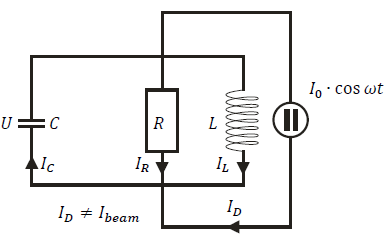 I₀ · cos ωt
U C R L
I_C I_R I_L
I_D
I_D ≠ I_beam